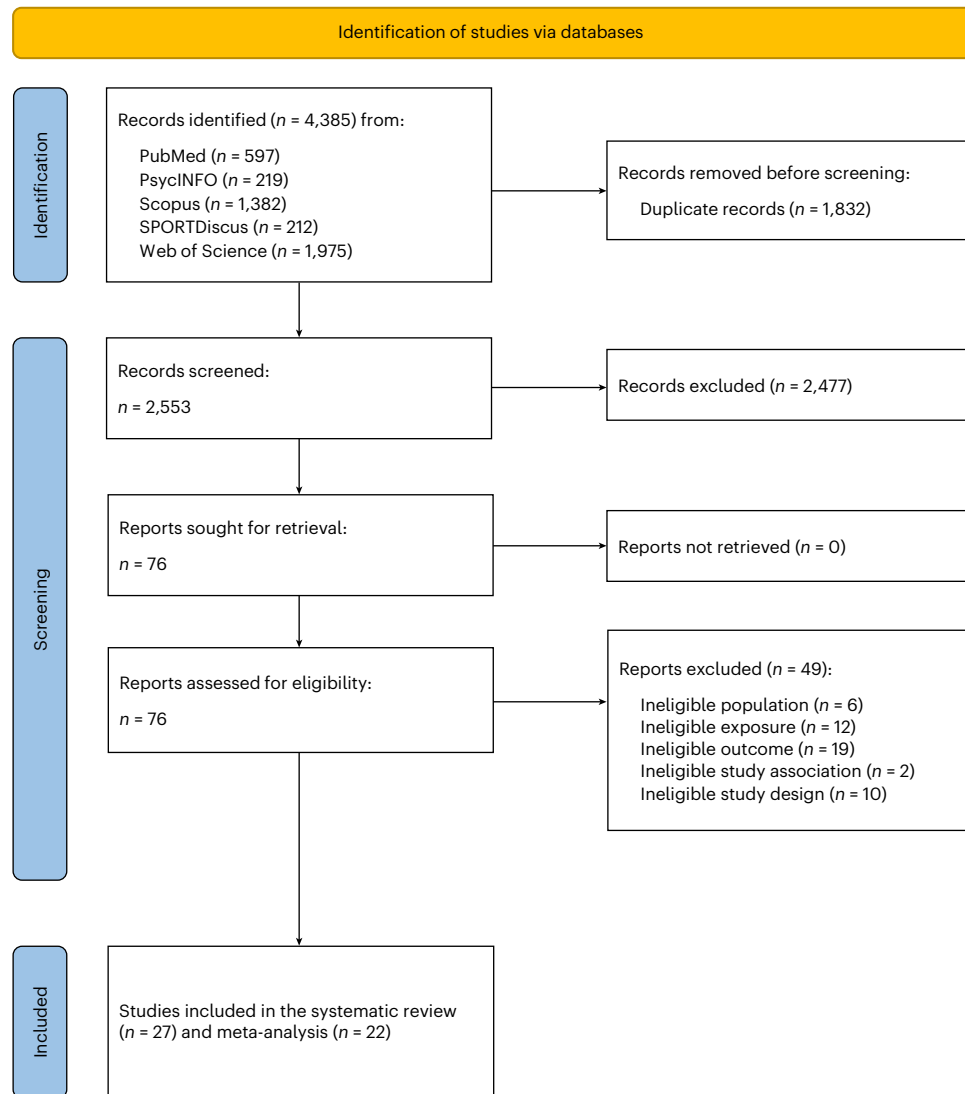 Identification of studies via databases
Identification
Records identified (n = 4,385) from:
PubMed (n = 597)
PsycINFO (n = 219)
Scopus (n = 1,382)
SPORTDiscus (n = 212)
Web of Science (n = 1,975)
Records removed before screening:
Duplicate records (n = 1,832)
Screening
Records screened:
n = 2,553
Records excluded (n = 2,477)
Reports sought for retrieval:
n = 76
Reports not retrieved (n = 0)
Reports assessed for eligibility:
n = 76
Reports excluded (n = 49):
Ineligible population (n = 6)
Ineligible exposure (n = 12)
Ineligible outcome (n = 19)
Ineligible study association (n = 2)
Ineligible study design (n = 10)
Included
Studies included in the systematic review
(n = 27) and meta-analysis (n = 22)